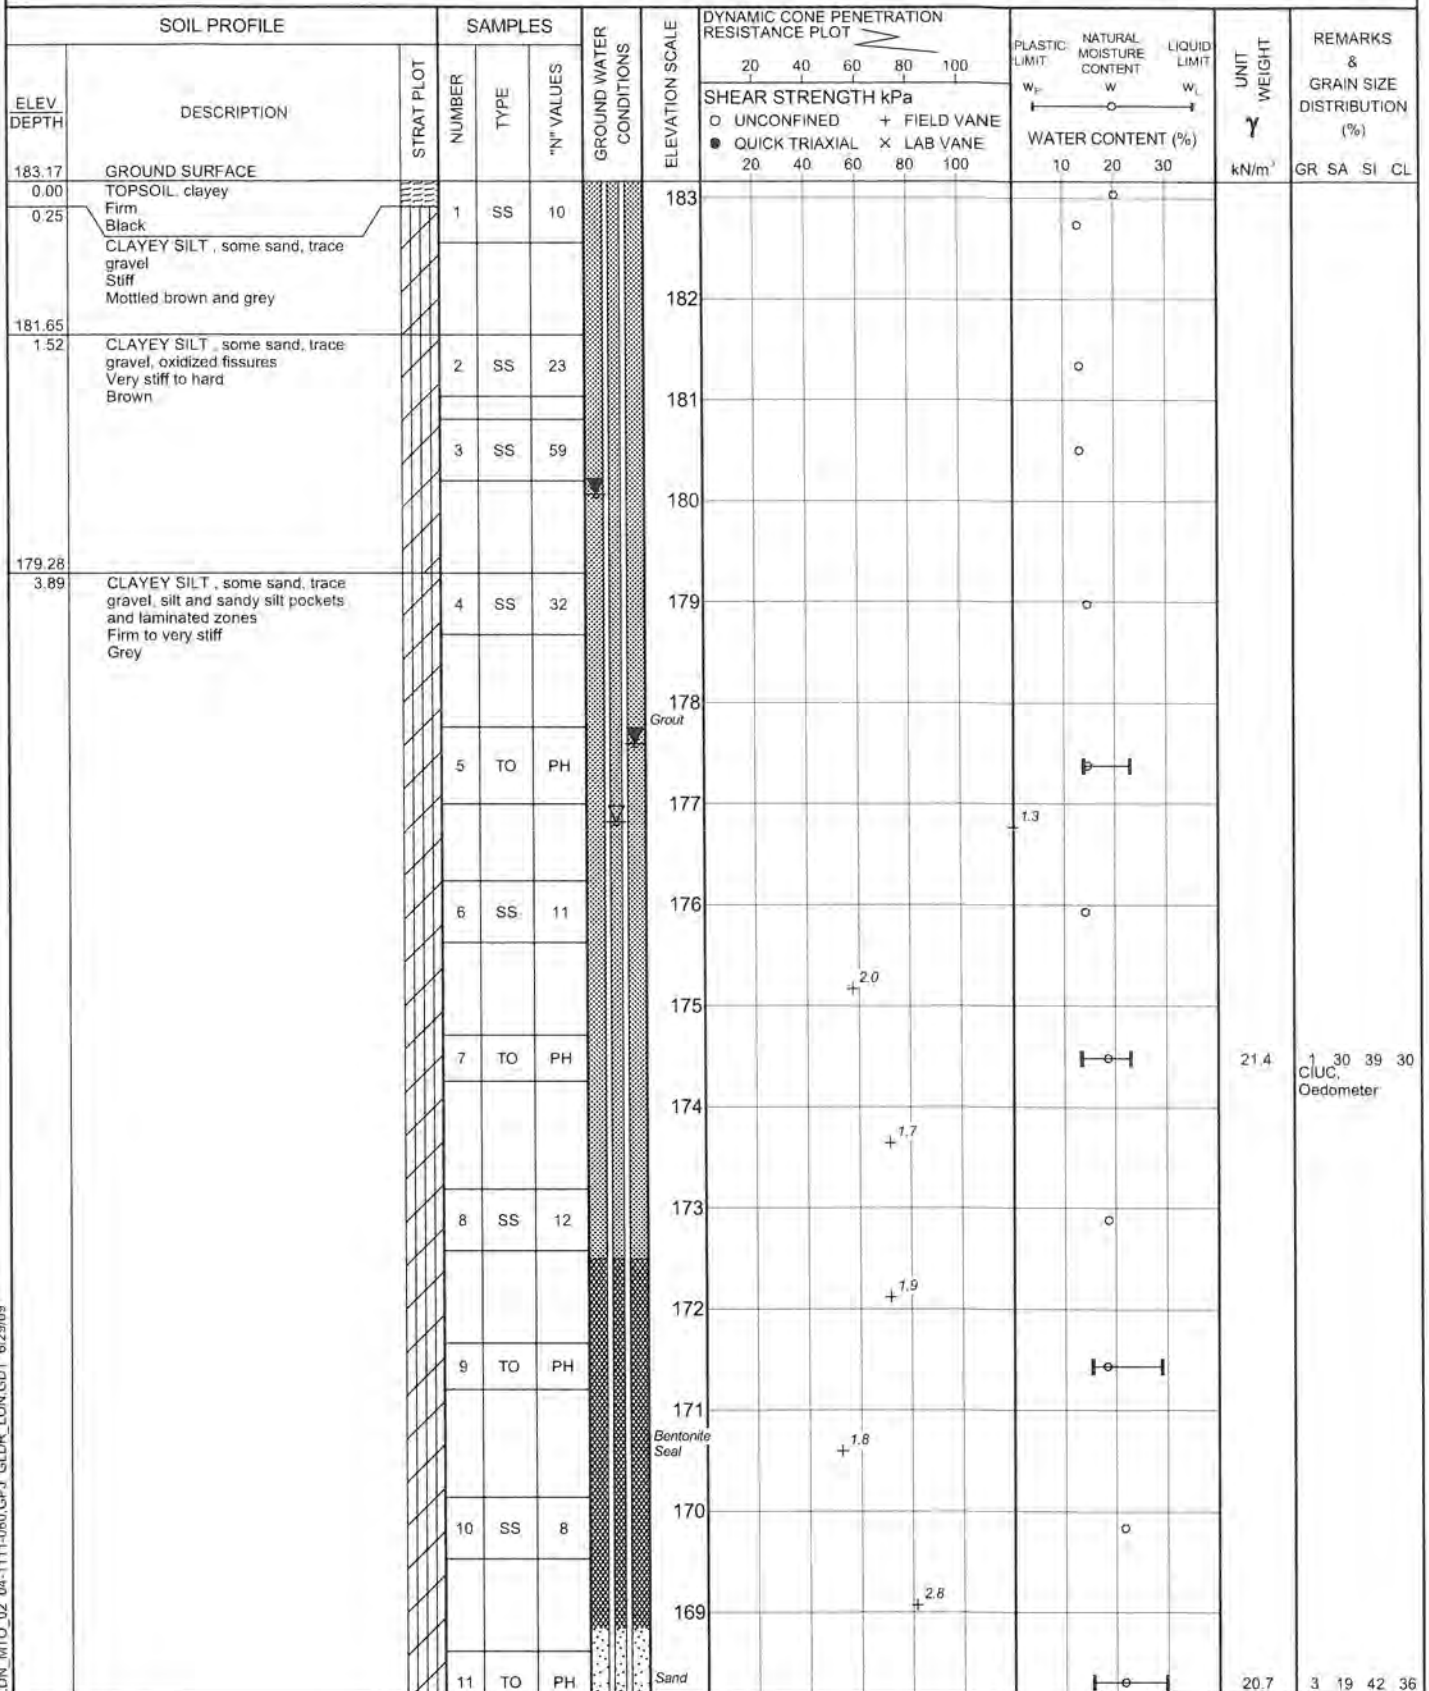 SOIL PROFILE
SAMPLES
GROUND WATER CONDITIONS
ELEVATION SCALE
DYNAMIC CONE PENETRATION
RESISTANCE PLOT
20 40 60 80 100
SHEAR STRENGTH kPa
O UNCONFINED + FIELD VANE
● QUICK TRIAXIAL × LAB VANE
20 40 60 80 100
PLASTIC LIMIT
NATURAL MOISTURE CONTENT
LIQUID LIMIT
WP W WL
WATER CONTENT (%)
10 20 30
UNIT WEIGHT
γ
kN/m³
REMARKS
&
GRAIN SIZE
DISTRIBUTION
(%)
GR SA SI CL
ELEV
DEPTH
DESCRIPTION
STRAT PLOT
NUMBER
TYPE
"N" VALUES
183.17 GROUND SURFACE
0.00 TOPSOIL, clayey
Firm
Black
0.25
CLAYEY SILT , some sand, trace
gravel
Stiff
Mottled brown and grey
181.65
1.52 CLAYEY SILT , some sand, trace
gravel, oxidized fissures
Very stiff to hard
Brown
179.28
3.89 CLAYEY SILT , some sand, trace
gravel, silt and sandy silt pockets
and laminated zones
Firm to very stiff
Grey
1 SS 10
2 SS 23
3 SS 59
4 SS 32
5 TO PH
6 SS 11
7 TO PH
8 SS 12
9 TO PH
10 SS 8
11 TO PH
Grout
Bentonite
Seal
Sand
183
182
181
180
179
178
177
176
175
174
173
172
171
170
169
1.3
2.0
1.7
1.9
1.8
2.8
21.4 1 30 39 30
CIUC,
Oedometer
20.7 3 19 42 36